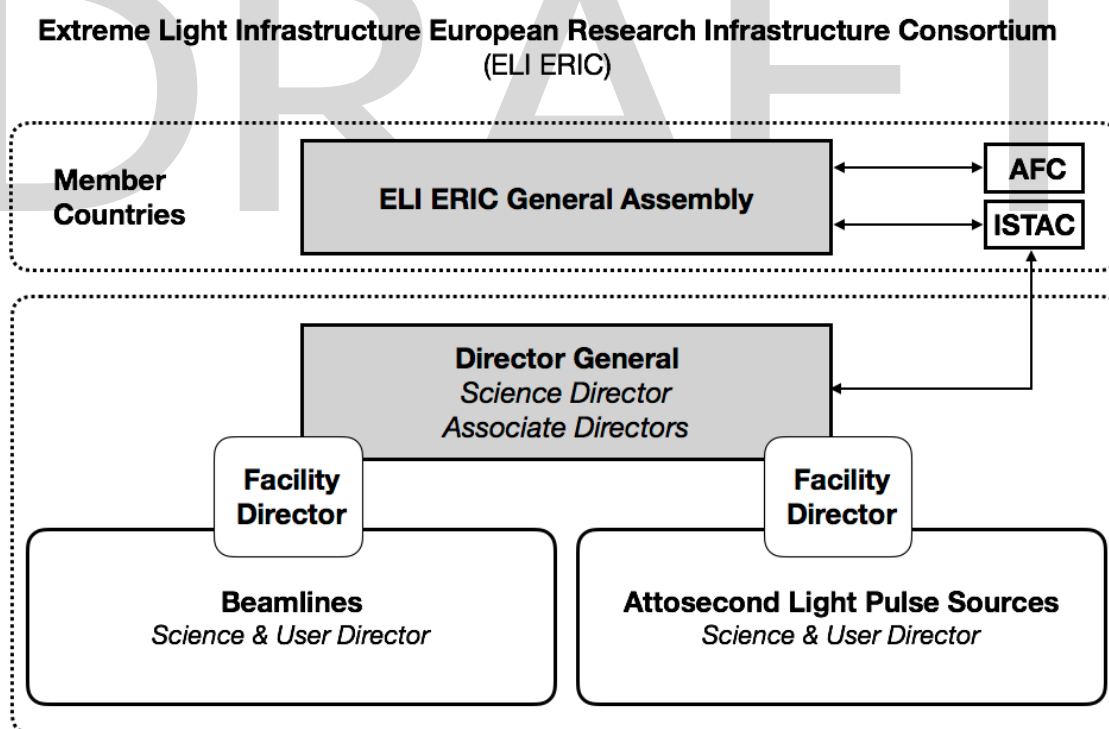 DRAFT
Extreme Light Infrastructure European Research Infrastructure Consortium
(ELI ERIC)
Member
Countries
ELI ERIC General Assembly
AFC
ISTAC
Director General
Science Director
Associate Directors
Facility
Director
Facility
Director
Beamlines
Science & User Director
Attosecond Light Pulse Sources
Science & User Director